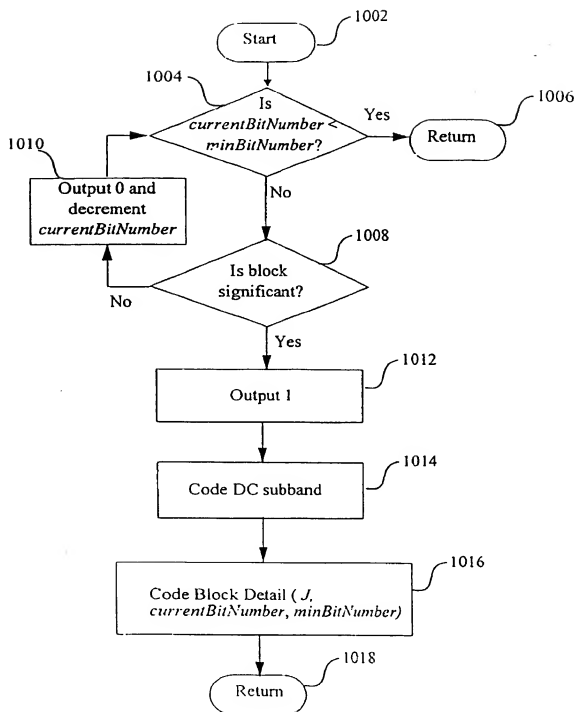 1002
Start
1004
Is
currentBitNumber <
minBitNumber?
Yes
1006
Return
1010
Output 0 and
decrement
currentBitNumber
No
1008
Is block
significant?
No
Yes
1012
Output 1
1014
Code DC subband
1016
Code Block Detail ( J,
currentBitNumber, minBitNumber)
1018
Return